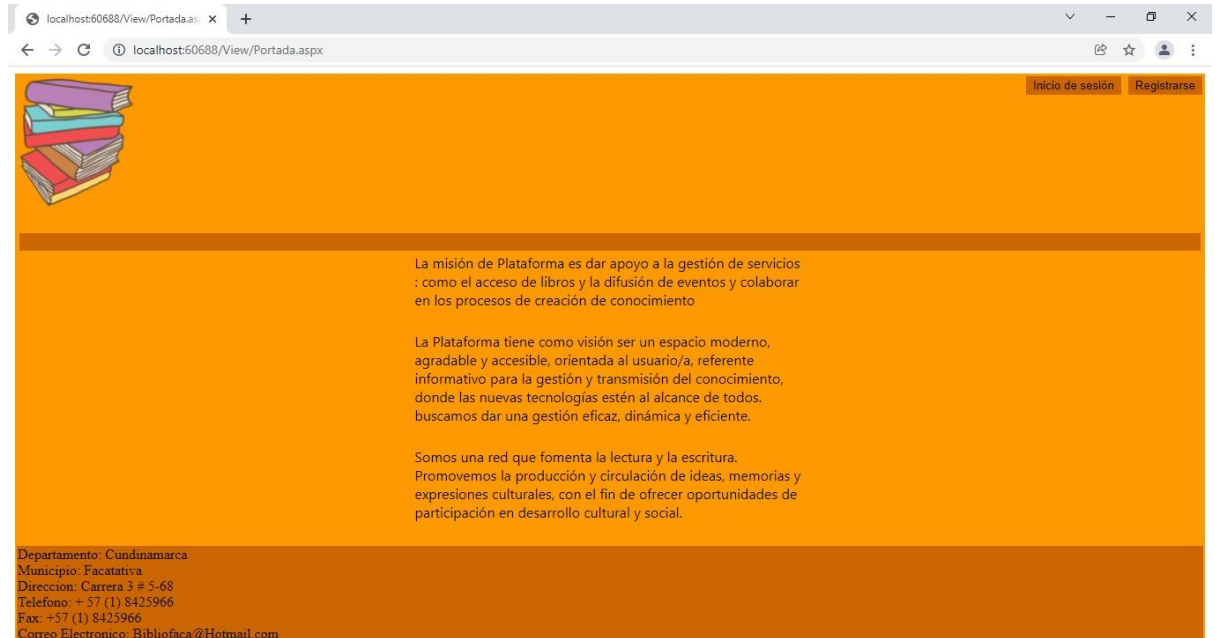 localhost:60688/View/Portada.as
localhost:60688/View/Portada.aspx
Inicio de sesión
Registrarse
La misión de Plataforma es dar apoyo a la gestión de servicios
: como el acceso de libros y la difusión de eventos y colaborar
en los procesos de creación de conocimiento
La Plataforma tiene como visión ser un espacio moderno,
agradable y accesible, orientada al usuario/a, referente
informativo para la gestión y transmisión del conocimiento,
donde las nuevas tecnologías estén al alcance de todos.
buscamos dar una gestión eficaz, dinámica y eficiente.
Somos una red que fomenta la lectura y la escritura.
Promovemos la producción y circulación de ideas, memorias y
expresiones culturales, con el fin de ofrecer oportunidades de
participación en desarrollo cultural y social.
Departamento: Cundinamarca
Municipio: Facatativa
Direccion: Carrera 3 # 5-68
Telefono: + 57 (1) 8425966
Fax: +57 (1) 8425966
Correo Electronico: Bibliofaca@Hotmail.com